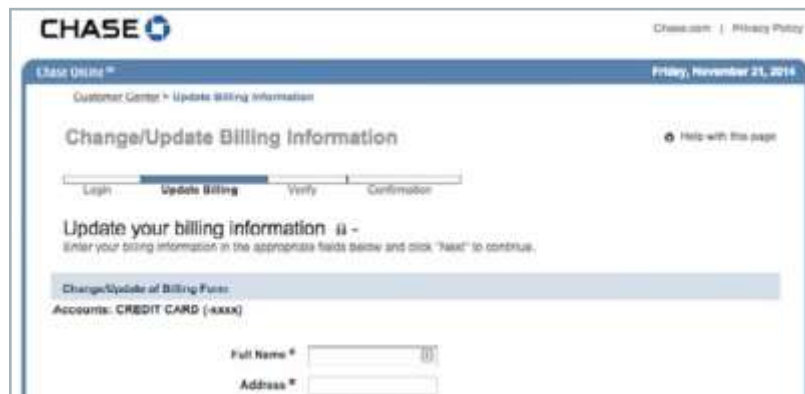 CHASE
Chase.com | Privacy Policy
Chase Online℠ Friday, November 21, 2014
Customer Center > Update Billing Information
Change/Update Billing Information
Help with this page
Login Update Billing Verify Confirmation
Update your billing information -
Enter your billing information in the appropriate fields below and click "Next" to continue.
Change/Update of Billing Form
Accounts: CREDIT CARD (-xxxx)
Full Name *
Address *